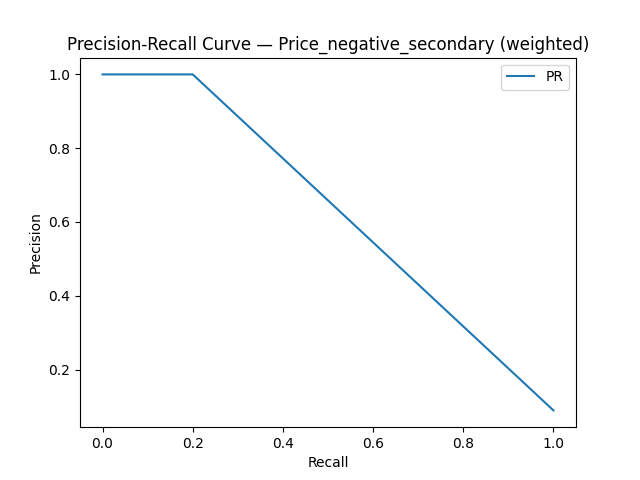 Precision-Recall Curve — Price_negative_secondary (weighted)
PR
1.0
0.8
0.6
0.4
0.2
Precision
0.0
0.2
0.4
0.6
0.8
1.0
Recall